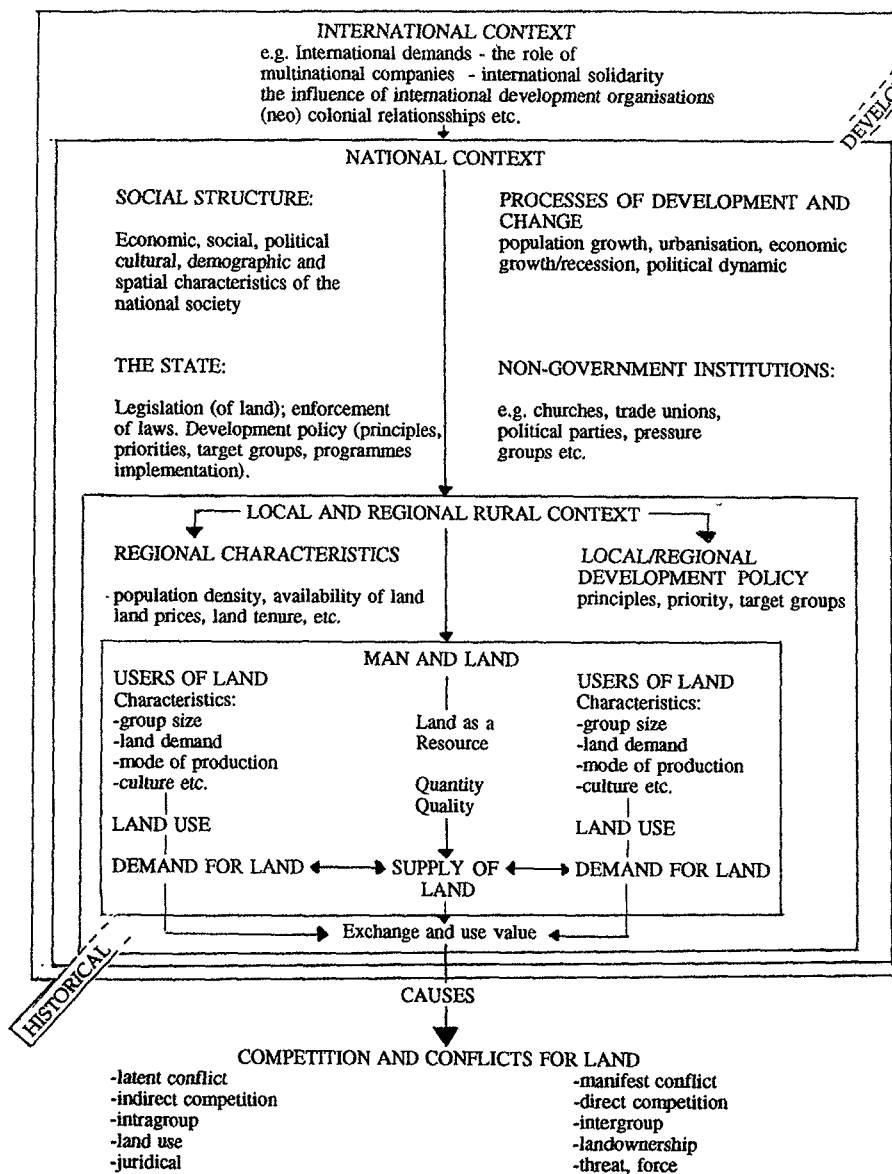 INTERNATIONAL CONTEXT
e.g. International demands - the role of
multinational companies - international solidarity
the influence of international development organisations
(neo) colonial relationsships etc.
DEVELO
NATIONAL CONTEXT
SOCIAL STRUCTURE:
Economic, social, political
cultural, demographic and
spatial characteristics of the
national society
PROCESSES OF DEVELOPMENT AND
CHANGE
population growth, urbanisation, economic
growth/recession, political dynamic
THE STATE:
Legislation (of land); enforcement
of laws. Development policy (principles,
priorities, target groups, programmes
implementation).
NON-GOVERNMENT INSTITUTIONS:
e.g. churches, trade unions,
political parties, pressure
groups etc.
LOCAL AND REGIONAL RURAL CONTEXT
REGIONAL CHARACTERISTICS
population density, availability of land
land prices, land tenure, etc.
LOCAL/REGIONAL
DEVELOPMENT POLICY
principles, priority, target groups
MAN AND LAND
USERS OF LAND
Characteristics:
-group size
-land demand
-mode of production
-culture etc.
LAND USE
DEMAND FOR LAND
Land as a
Resource
Quantity
Quality
SUPPLY OF
LAND
USERS OF LAND
Characteristics:
-group size
-land demand
-mode of production
-culture etc.
LAND USE
DEMAND FOR LAND
Exchange and use value
HISTORICAL
CAUSES
COMPETITION AND CONFLICTS FOR LAND
-latent conflict
-indirect competition
-intragroup
-land use
-juridical
-manifest conflict
-direct competition
-intergroup
-landownership
-threat, force